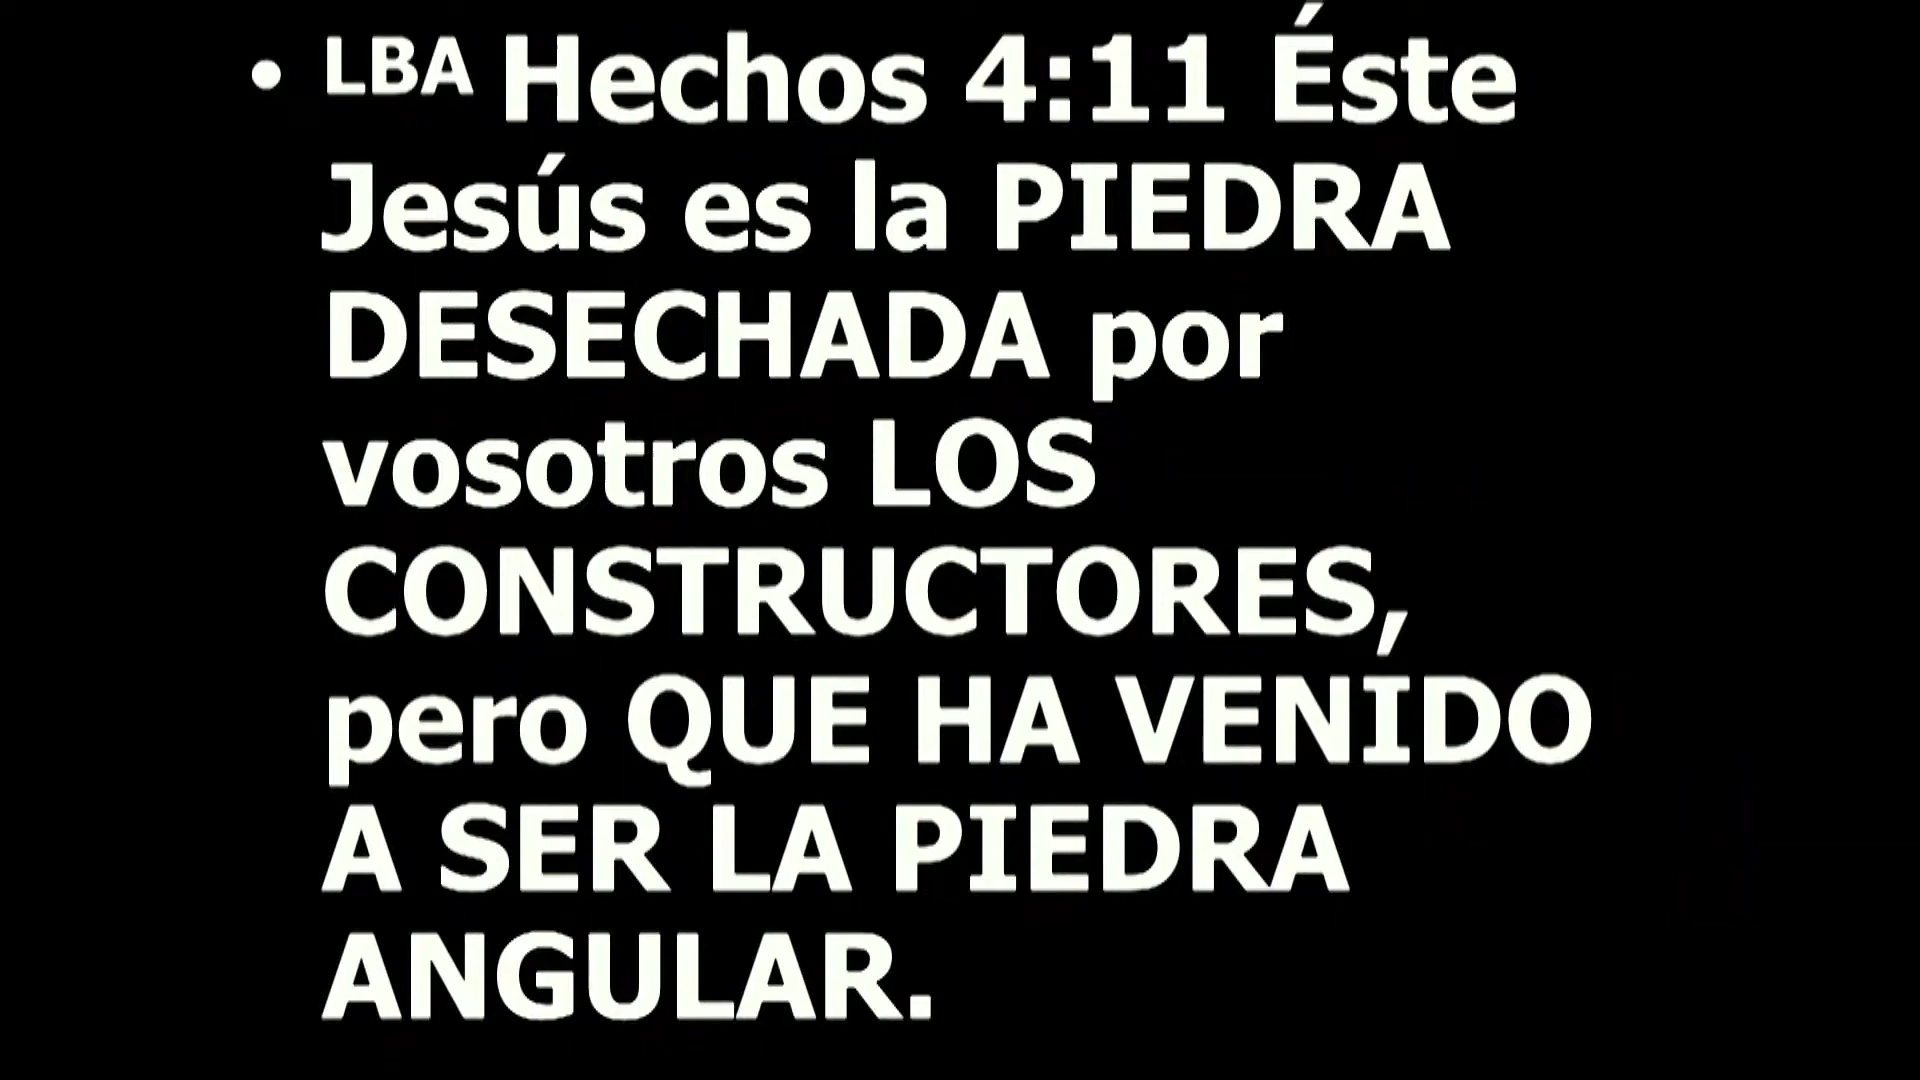 • LBA Hechos 4:11 Éste
Jesús es la PIEDRA
DESECHADA por
vosotros LOS
CONSTRUCTORES,
pero QUE HA VENIDO
A SER LA PIEDRA
ANGULAR.